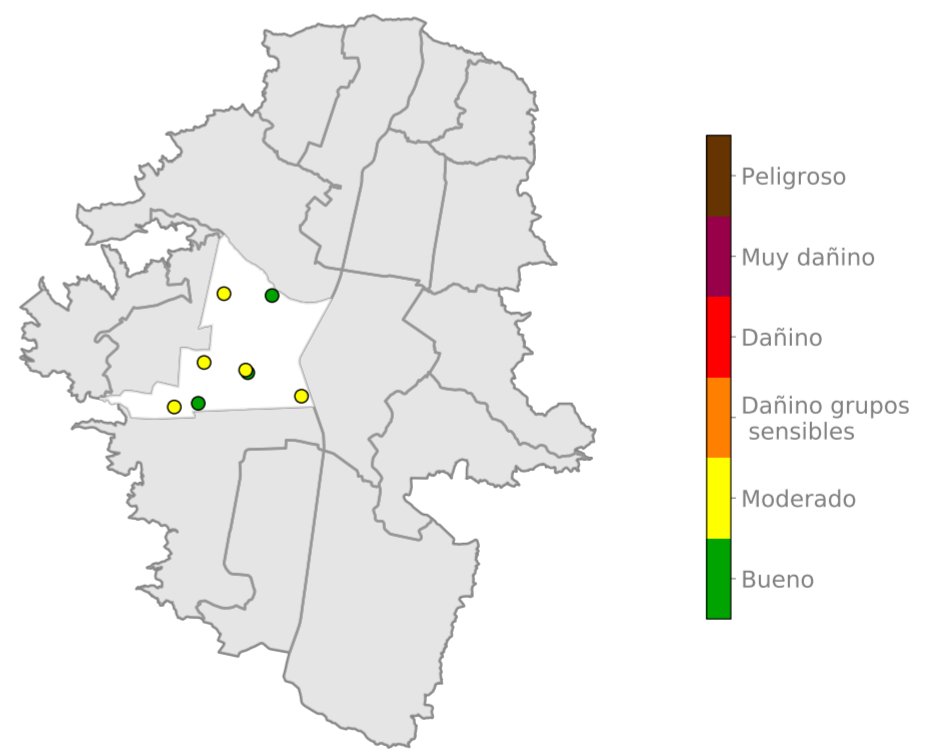 Peligroso
Muy dañino
Dañino
Dañino grupos
sensibles
Moderado
Bueno